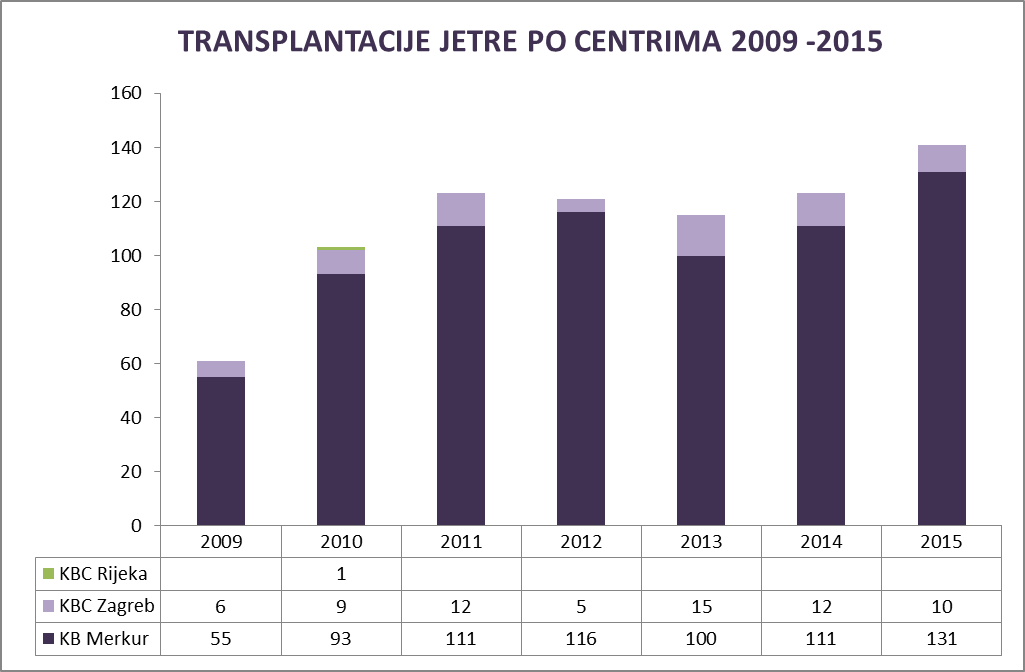 TRANSPLANTACIJE JETRE PO CENTRIMA 2009 -2015
160
140
120
100
80
60
40
20
0
2009 2010 2011 2012 2013 2014 2015
KBC Rijeka 1
KBC Zagreb 6 9 12 5 15 12 10
KB Merkur 55 93 111 116 100 111 131